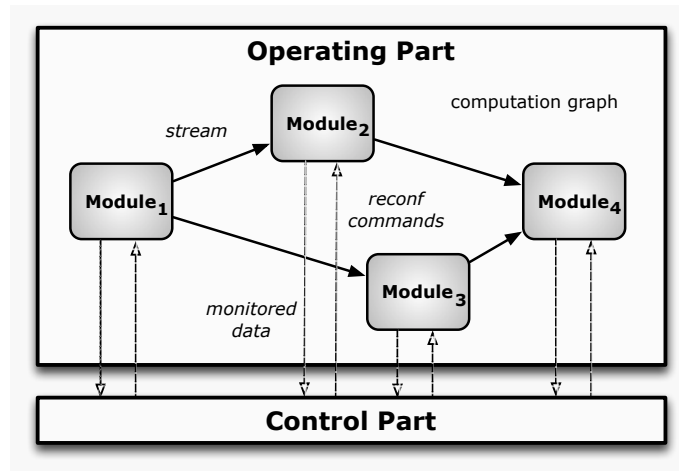 Operating Part
computation graph
stream
Module2
Module1
Module4
reconf
commands
Module3
monitored
data
Control Part